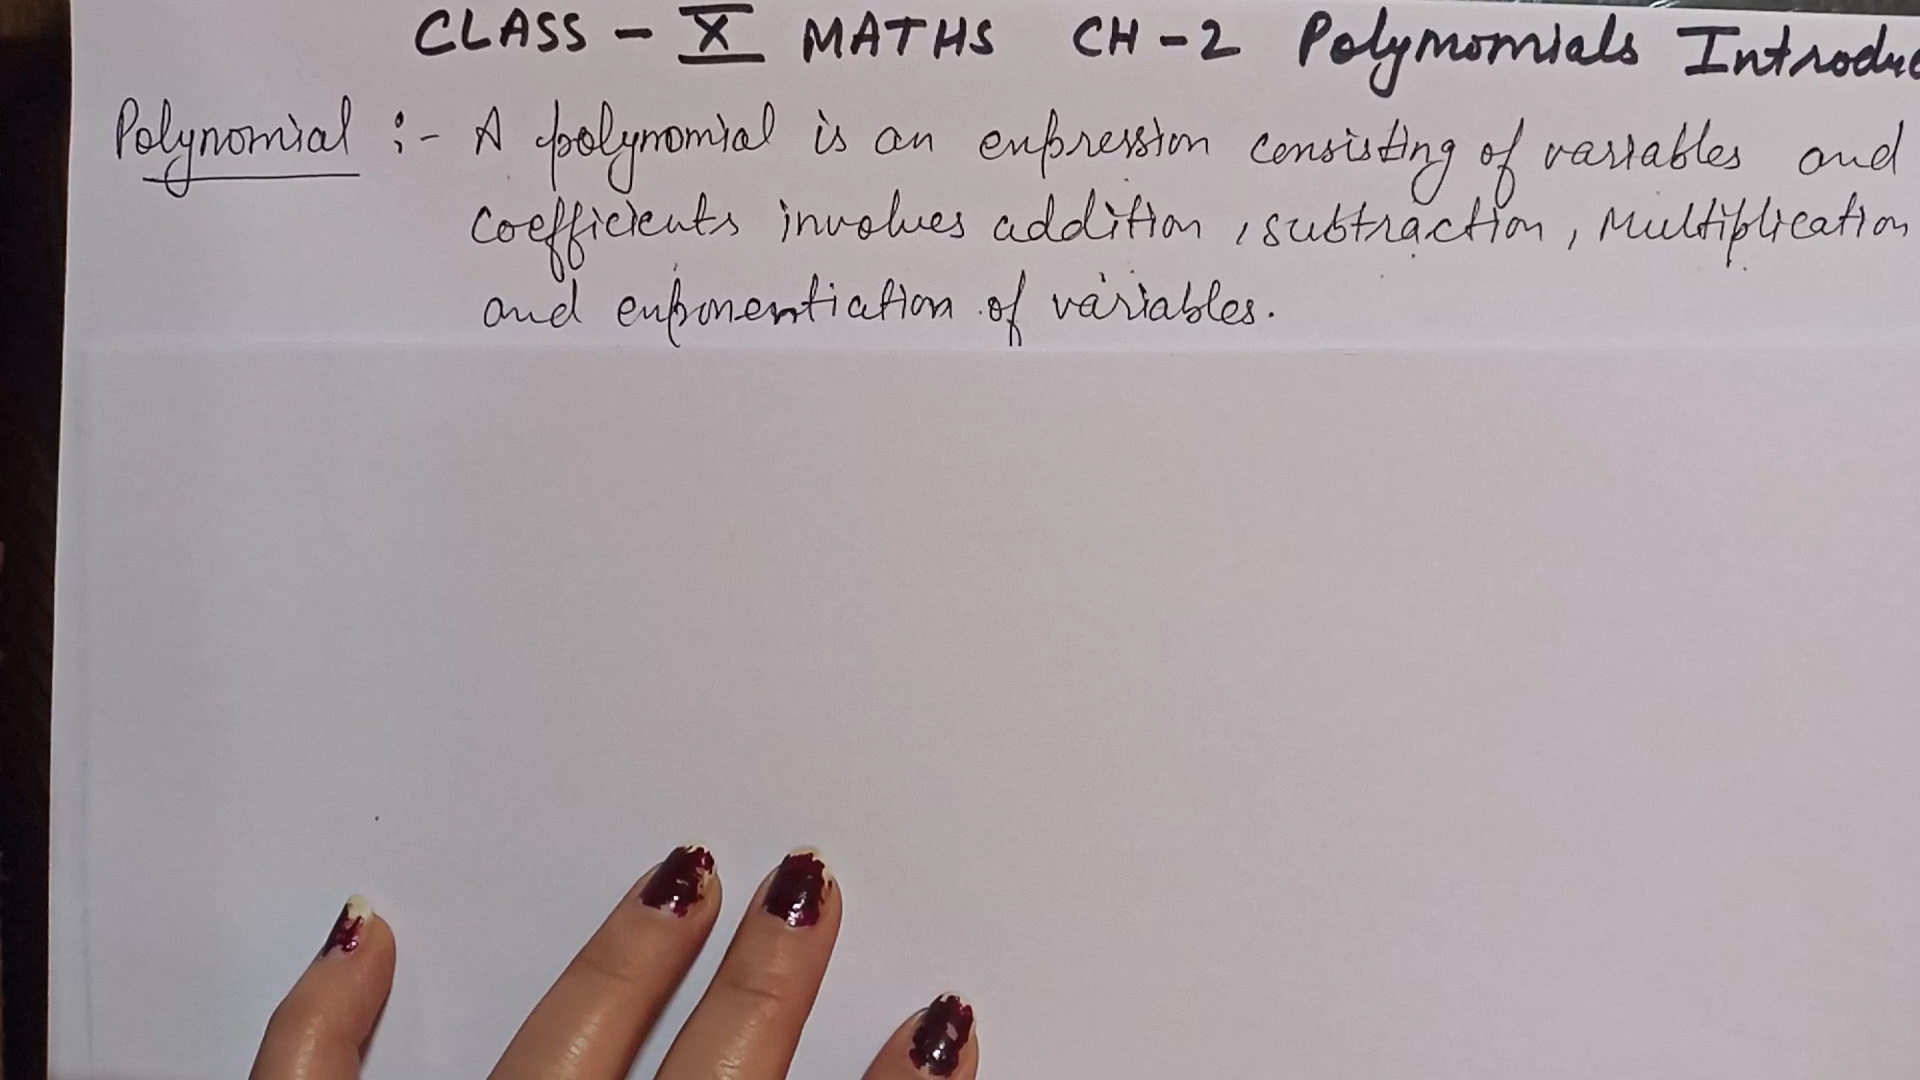 CLASS - X MATHS CH - 2 Polynomials Introduc
Polynomial :- A polynomial is an expression consisting of variables and
coefficients involves addition, subtraction, Multiplication
and exponentiation of variables.